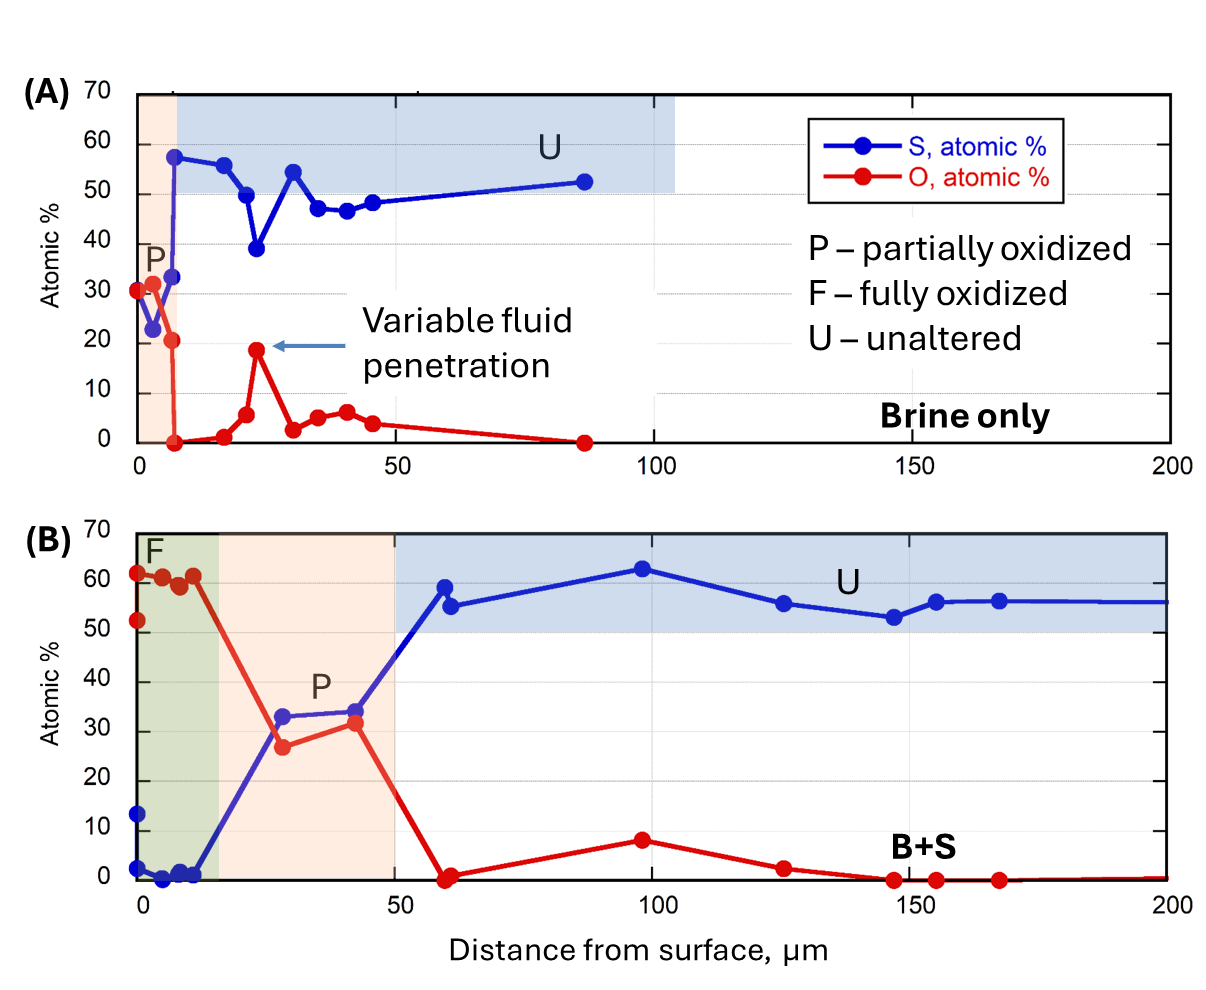 (A)
70
60
50
40
30
20
10
0
Atomic %
P
U
S, atomic %
O, atomic %
P – partially oxidized
F – fully oxidized
U – unaltered
Variable fluid
penetration
Brine only
0 50 100 150 200
(B)
70
60
50
40
30
20
10
0
Atomic %
F
P
U
B+S
0 50 100 150 200
Distance from surface, μm